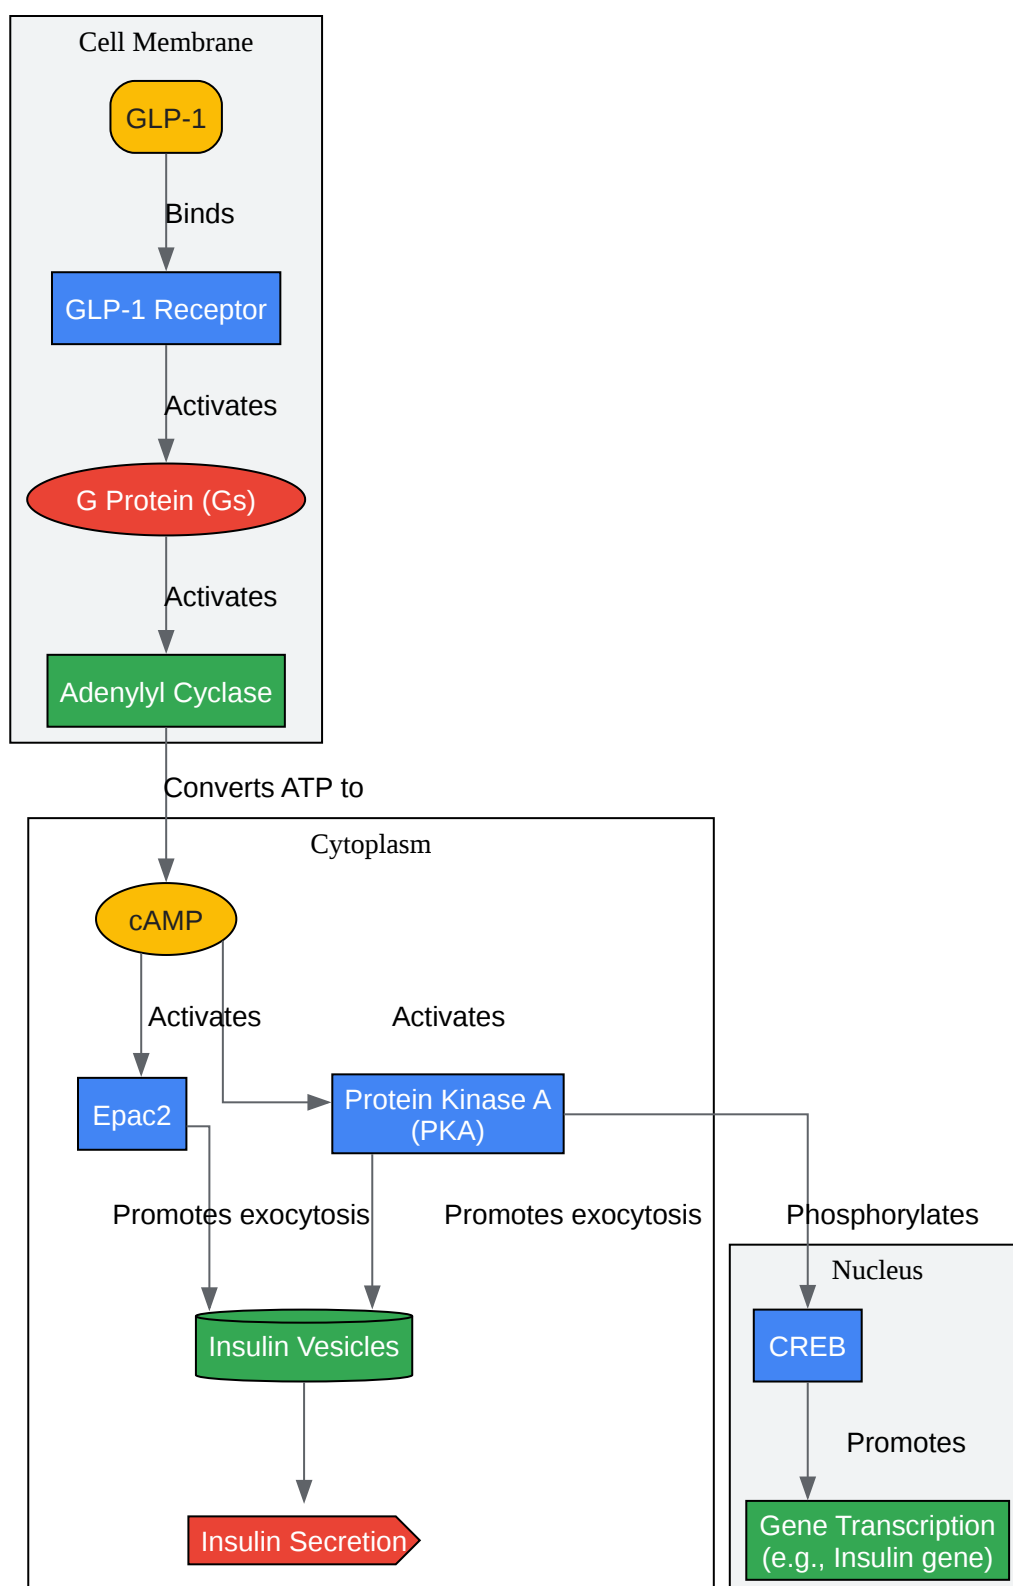 Cell Membrane
GLP-1
Binds
GLP-1 Receptor
Activates
G Protein (Gs)
Activates
Adenylyl Cyclase
Converts ATP to
Cytoplasm
cAMP
Activates
Activates
Epac2
Protein Kinase A
(PKA)
Promotes exocytosis
Promotes exocytosis
Phosphorylates
Nucleus
Insulin Vesicles
CREB
Promotes
Insulin Secretion
Gene Transcription
(e.g., Insulin gene)